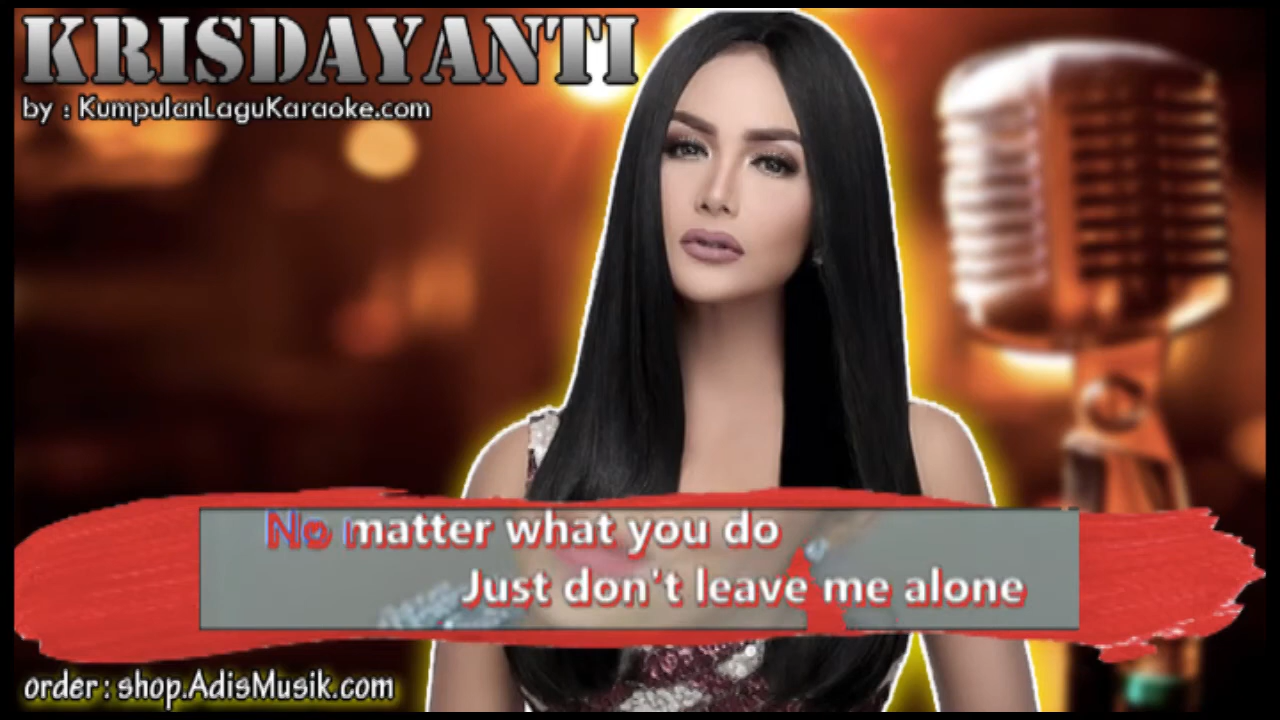 KRISDAYANTI
by : KumpulanLaguKaraoke.com
No matter what you do
Just don't leave me alone
order : shop.AdisMusik.com